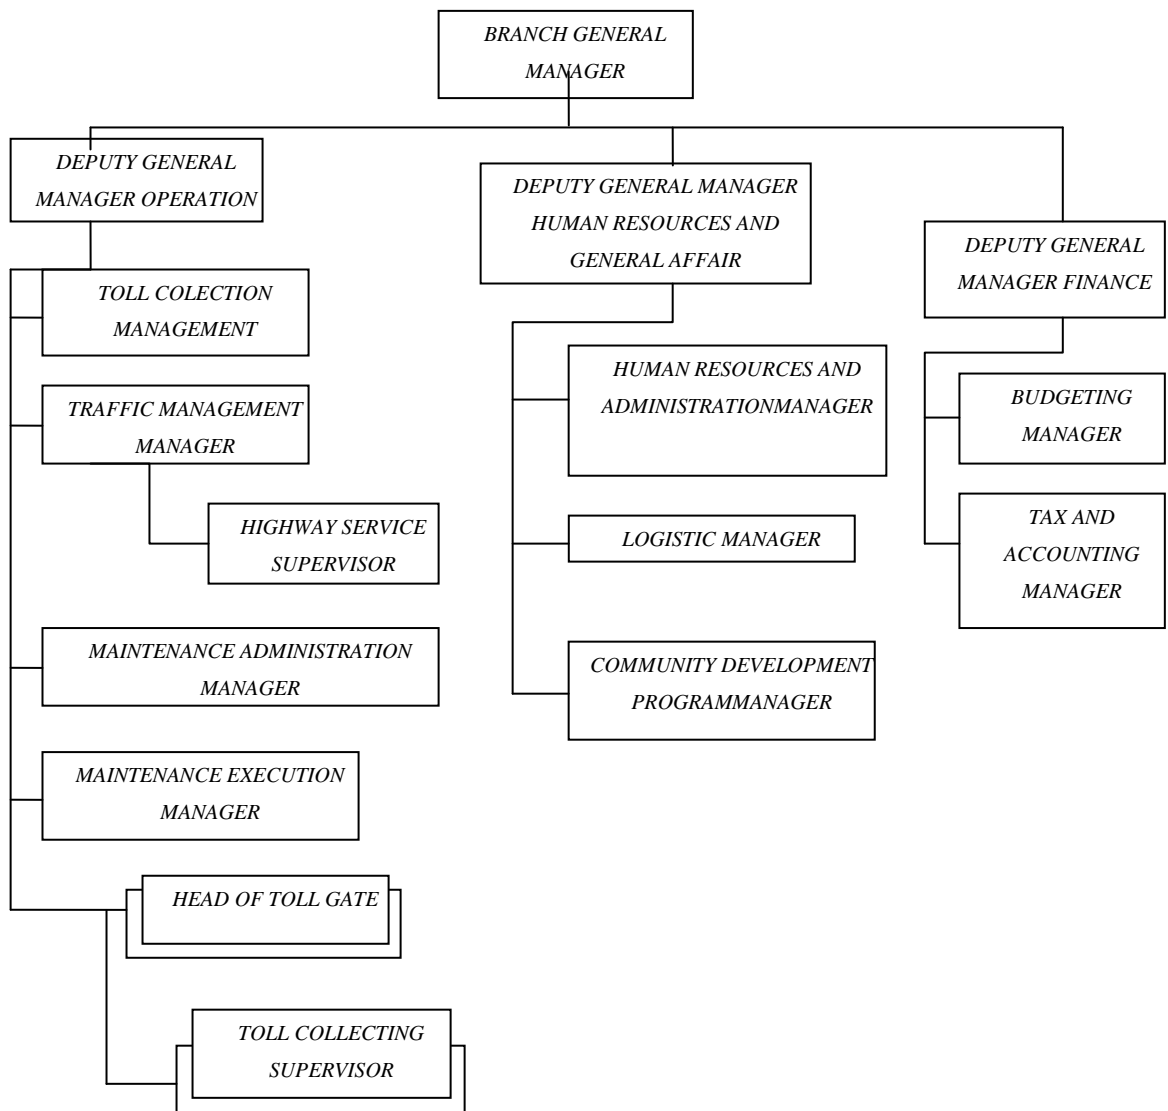 BRANCH GENERAL
MANAGER
DEPUTY GENERAL
MANAGER OPERATION
DEPUTY GENERAL MANAGER
HUMAN RESOURCES AND
GENERAL AFFAIR
DEPUTY GENERAL
MANAGER FINANCE
TOLL COLECTION
MANAGEMENT
TRAFFIC MANAGEMENT
MANAGER
HIGHWAY SERVICE
SUPERVISOR
MAINTENANCE ADMINISTRATION
MANAGER
MAINTENANCE EXECUTION
MANAGER
HEAD OF TOLL GATE
TOLL COLLECTING
SUPERVISOR
HUMAN RESOURCES AND
ADMINISTRATIONMANAGER
LOGISTIC MANAGER
COMMUNITY DEVELOPMENT
PROGRAMMANAGER
BUDGETING
MANAGER
TAX AND
ACCOUNTING
MANAGER